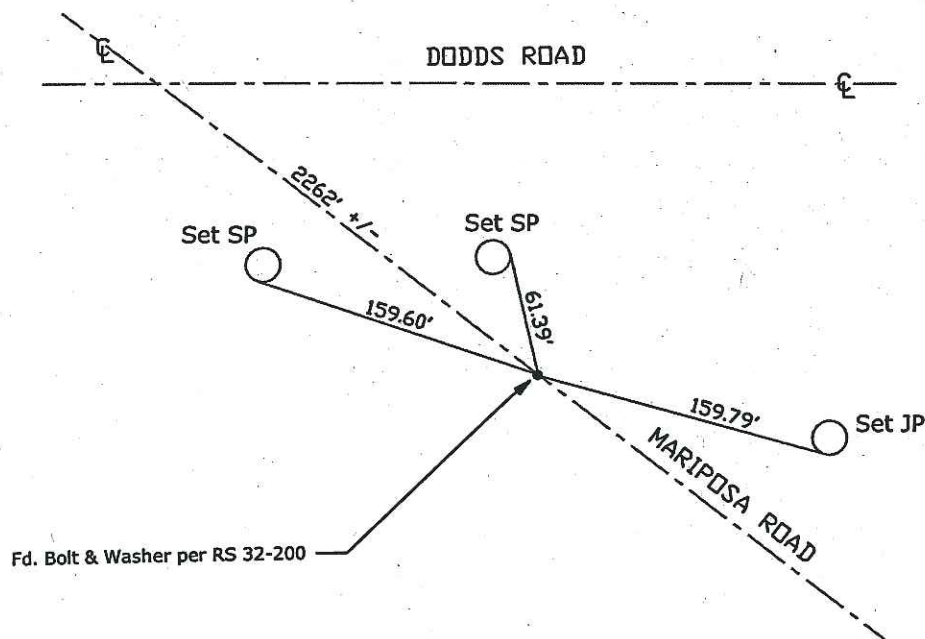 ℄
DODDS ROAD
℄
2262' +/-
Set SP
Set SP
159.60'
61.39'
159.79'
Set JP
MARIPOSA ROAD
Fd. Bolt & Washer per RS 32-200